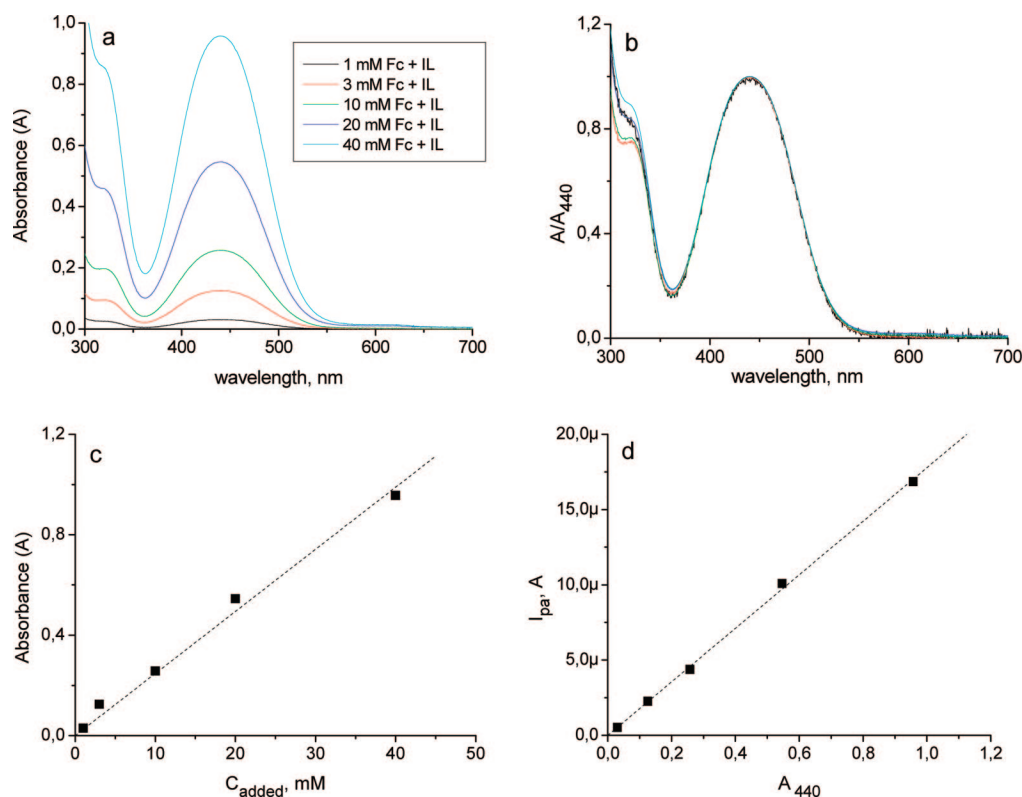 a
1,0
0,8
0,6
0,4
0,2
0,0
Absorbance (A)
300 400 500 600 700
wavelength, nm
1 mM Fc + IL
3 mM Fc + IL
10 mM Fc + IL
20 mM Fc + IL
40 mM Fc + IL
b
1,2
0,8
0,4
0,0
A/A440
300 400 500 600 700
wavelength, nm
c
1,2
0,8
0,4
0,0
Absorbance (A)
0 10 20 30 40 50
Cadded, mM
d
20,0µ
15,0µ
10,0µ
5,0µ
0,0
Ipa, A
0,0 0,2 0,4 0,6 0,8 1,0 1,2
A440